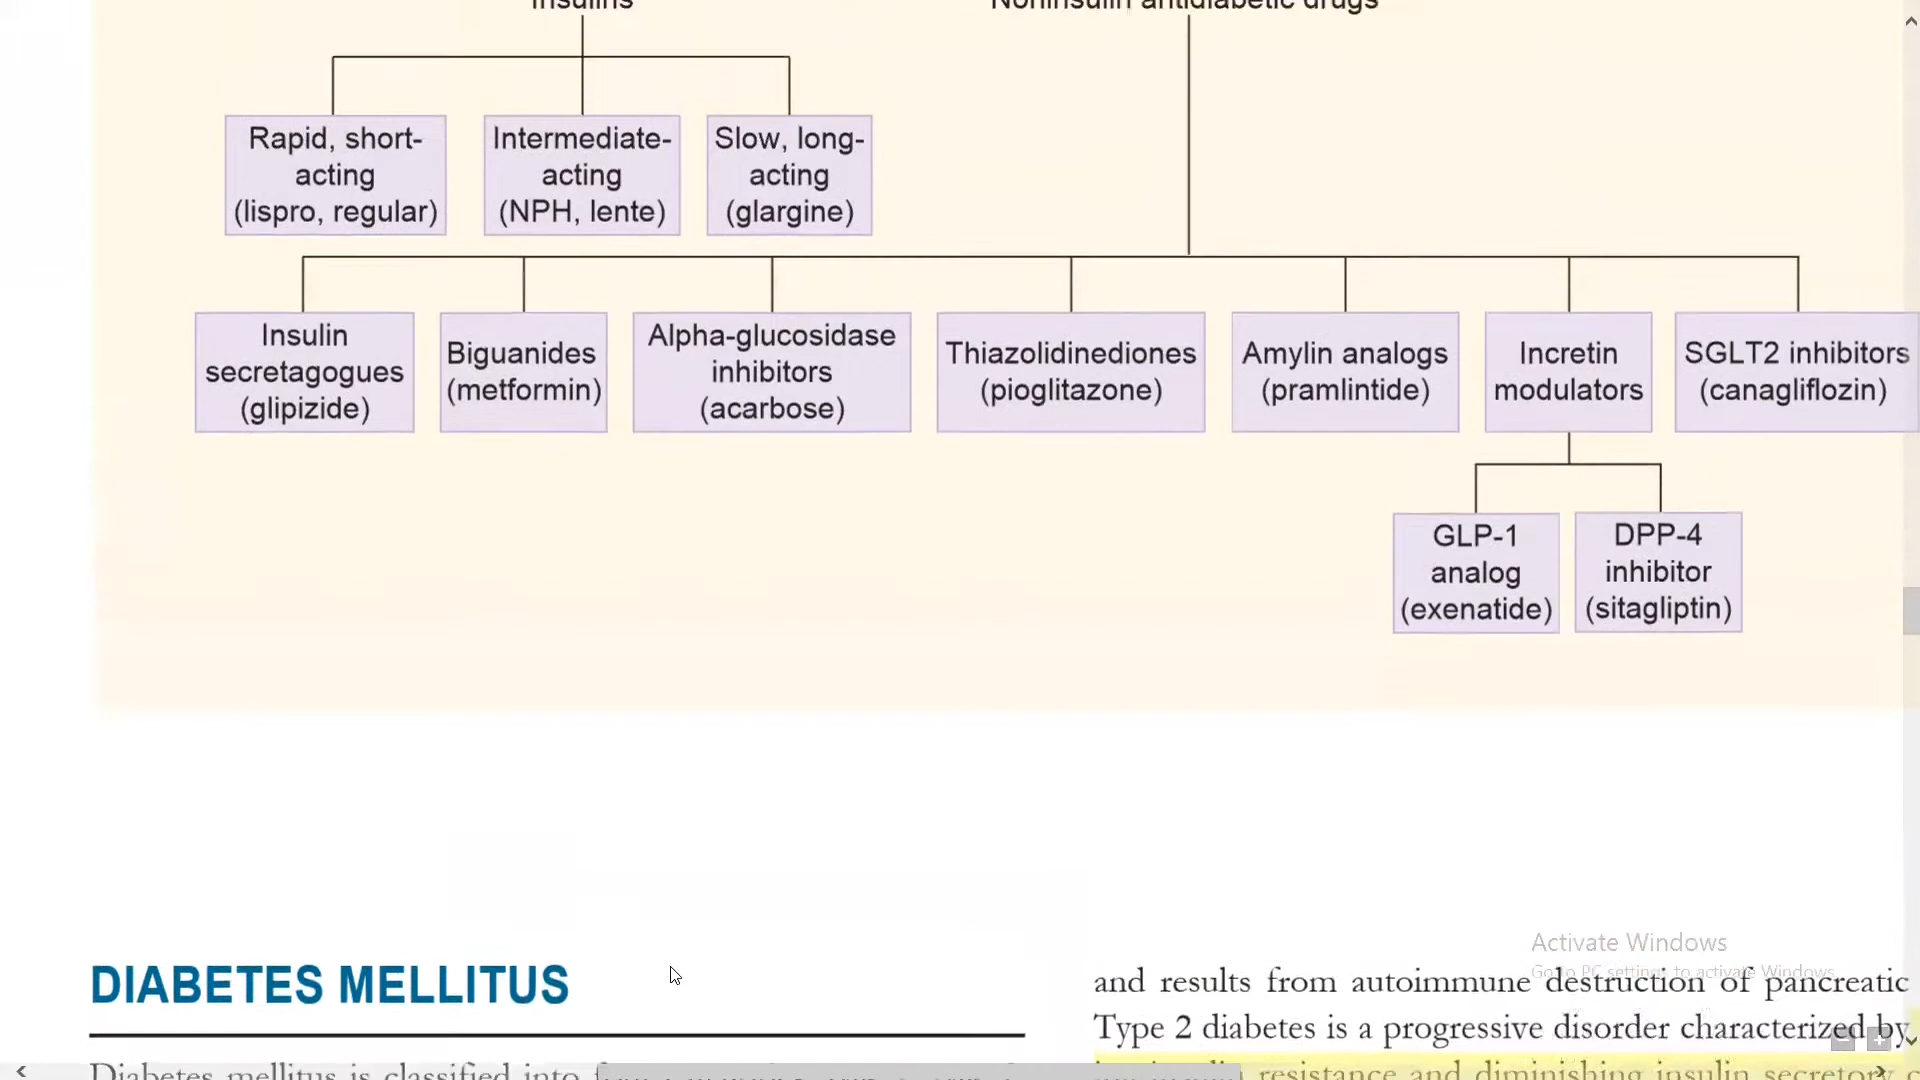 Insulins
Noninsulin antidiabetic drugs
Rapid, short-
acting
(lispro, regular)
Intermediate-
acting
(NPH, lente)
Slow, long-
acting
(glargine)
Insulin
secretagogues
(glipizide)
Biguanides
(metformin)
Alpha-glucosidase
inhibitors
(acarbose)
Thiazolidinediones
(pioglitazone)
Amylin analogs
(pramlintide)
Incretin
modulators
SGLT2 inhibitors
(canagliflozin)
GLP-1
analog
(exenatide)
DPP-4
inhibitor
(sitagliptin)
DIABETES MELLITUS
Diabetes mellitus is classified into
Activate Windows
Go to PC settings to activate Windows.
and results from autoimmune destruction of pancreatic
Type 2 diabetes is a progressive disorder characterized by
resistance and diminishing insulin secretory